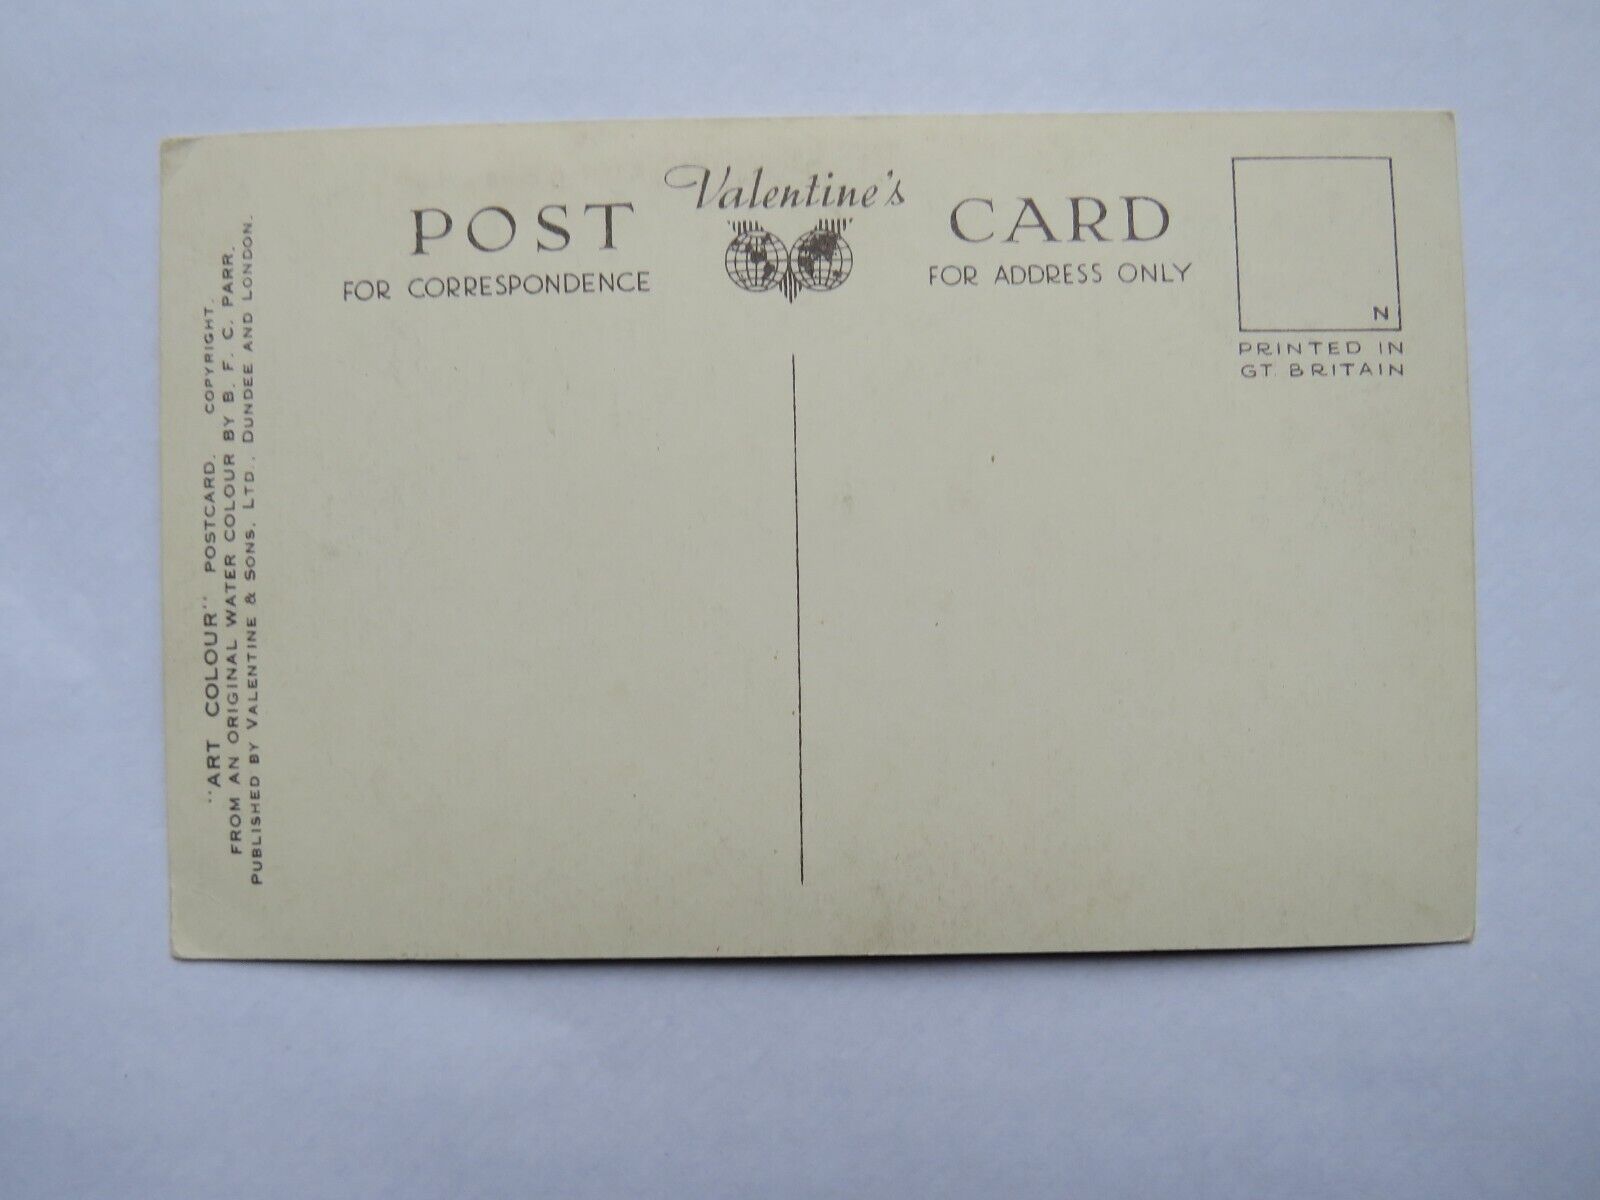 Valentine's
POST CARD
FOR CORRESPONDENCE
FOR ADDRESS ONLY
N
PRINTED IN
GT. BRITAIN
"ART COLOUR" POSTCARD. COPYRIGHT.
FROM AN ORIGINAL WATER COLOUR BY B. F. C. PARR.
PUBLISHED BY VALENTINE & SONS, LTD., DUNDEE AND LONDON.